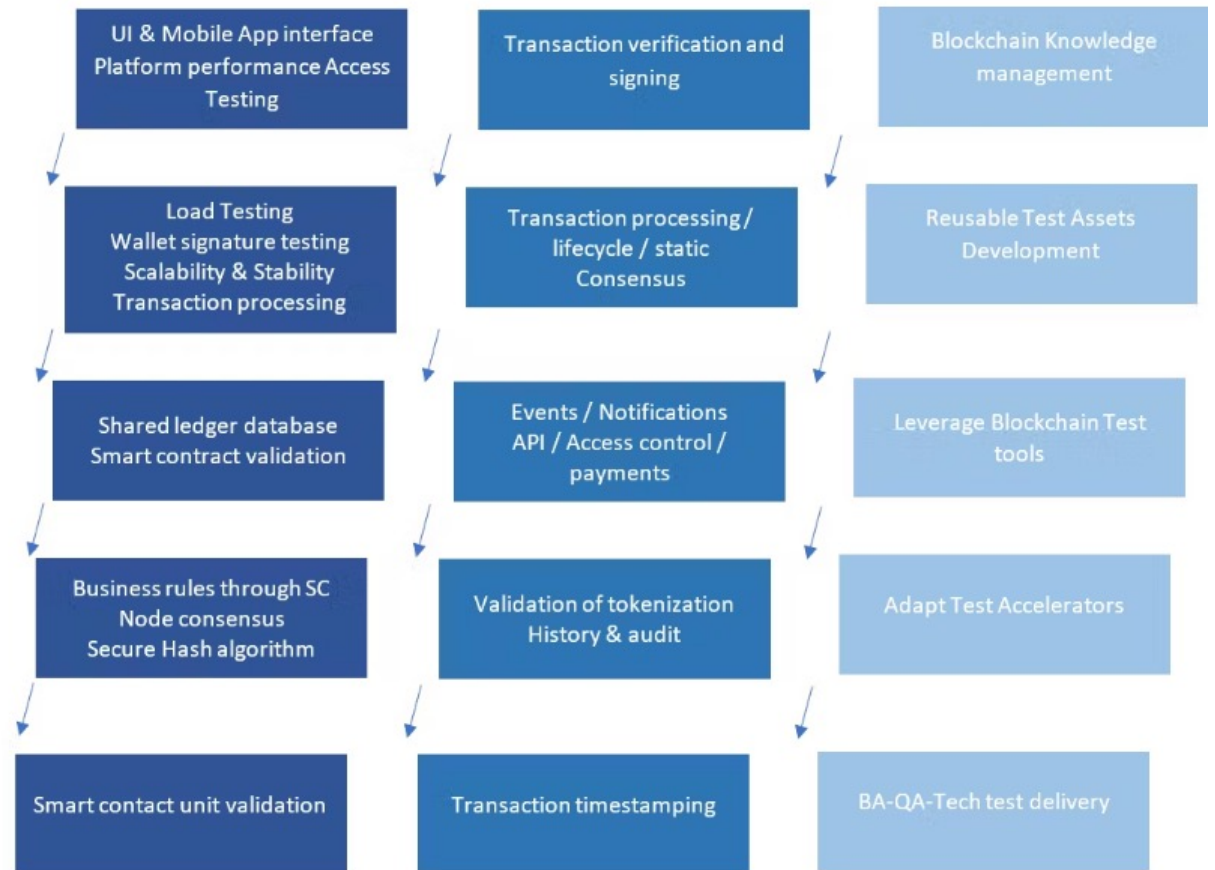 UI & Mobile App interface
Platform performance Access
Testing
Transaction verification and
signing
Blockchain Knowledge
management
Load Testing
Wallet signature testing
Scalability & Stability
Transaction processing
Transaction processing /
lifecycle / static
Consensus
Reusable Test Assets
Development
Shared ledger database
Smart contract validation
Events / Notifications
API / Access control /
payments
Leverage Blockchain Test
tools
Business rules through SC
Node consensus
Secure Hash algorithm
Validation of tokenization
History & audit
Adapt Test Accelerators
Smart contact unit validation
Transaction timestamping
BA-QA-Tech test delivery